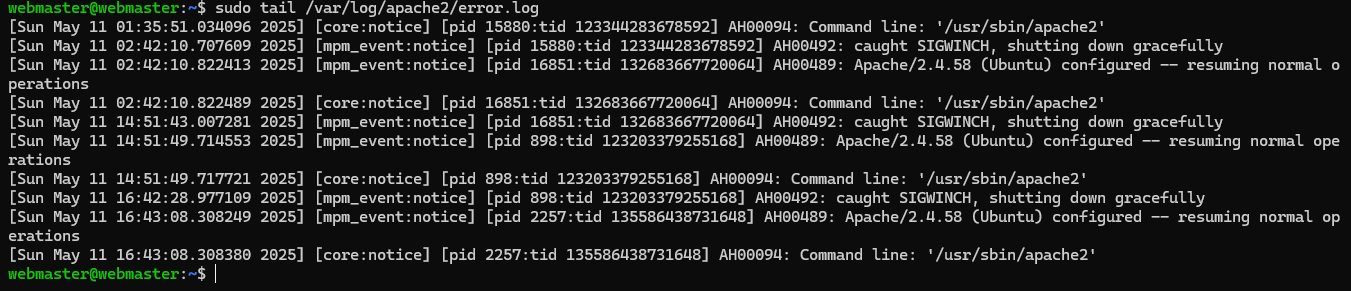 webmaster@webmaster:~$ sudo tail /var/log/apache2/error.log
[Sun May 11 01:35:51.034096 2025] [core:notice] [pid 15880:tid 123344283678592] AH00094: Command line: '/usr/sbin/apache2'
[Sun May 11 02:42:10.707609 2025] [mpm_event:notice] [pid 15880:tid 123344283678592] AH00492: caught SIGWINCH, shutting down gracefully
[Sun May 11 02:42:10.822413 2025] [mpm_event:notice] [pid 16851:tid 132683667720064] AH00489: Apache/2.4.58 (Ubuntu) configured -- resuming normal o
perations
[Sun May 11 02:42:10.822489 2025] [core:notice] [pid 16851:tid 132683667720064] AH00094: Command line: '/usr/sbin/apache2'
[Sun May 11 14:51:43.007281 2025] [mpm_event:notice] [pid 16851:tid 132683667720064] AH00492: caught SIGWINCH, shutting down gracefully
[Sun May 11 14:51:49.714553 2025] [mpm_event:notice] [pid 898:tid 123203379255168] AH00489: Apache/2.4.58 (Ubuntu) configured -- resuming normal ope
rations
[Sun May 11 14:51:49.717721 2025] [core:notice] [pid 898:tid 123203379255168] AH00094: Command line: '/usr/sbin/apache2'
[Sun May 11 16:42:28.977109 2025] [mpm_event:notice] [pid 898:tid 123203379255168] AH00492: caught SIGWINCH, shutting down gracefully
[Sun May 11 16:43:08.308249 2025] [mpm_event:notice] [pid 2257:tid 135586438731648] AH00489: Apache/2.4.58 (Ubuntu) configured -- resuming normal op
erations
[Sun May 11 16:43:08.308380 2025] [core:notice] [pid 2257:tid 135586438731648] AH00094: Command line: '/usr/sbin/apache2'
webmaster@webmaster:~$